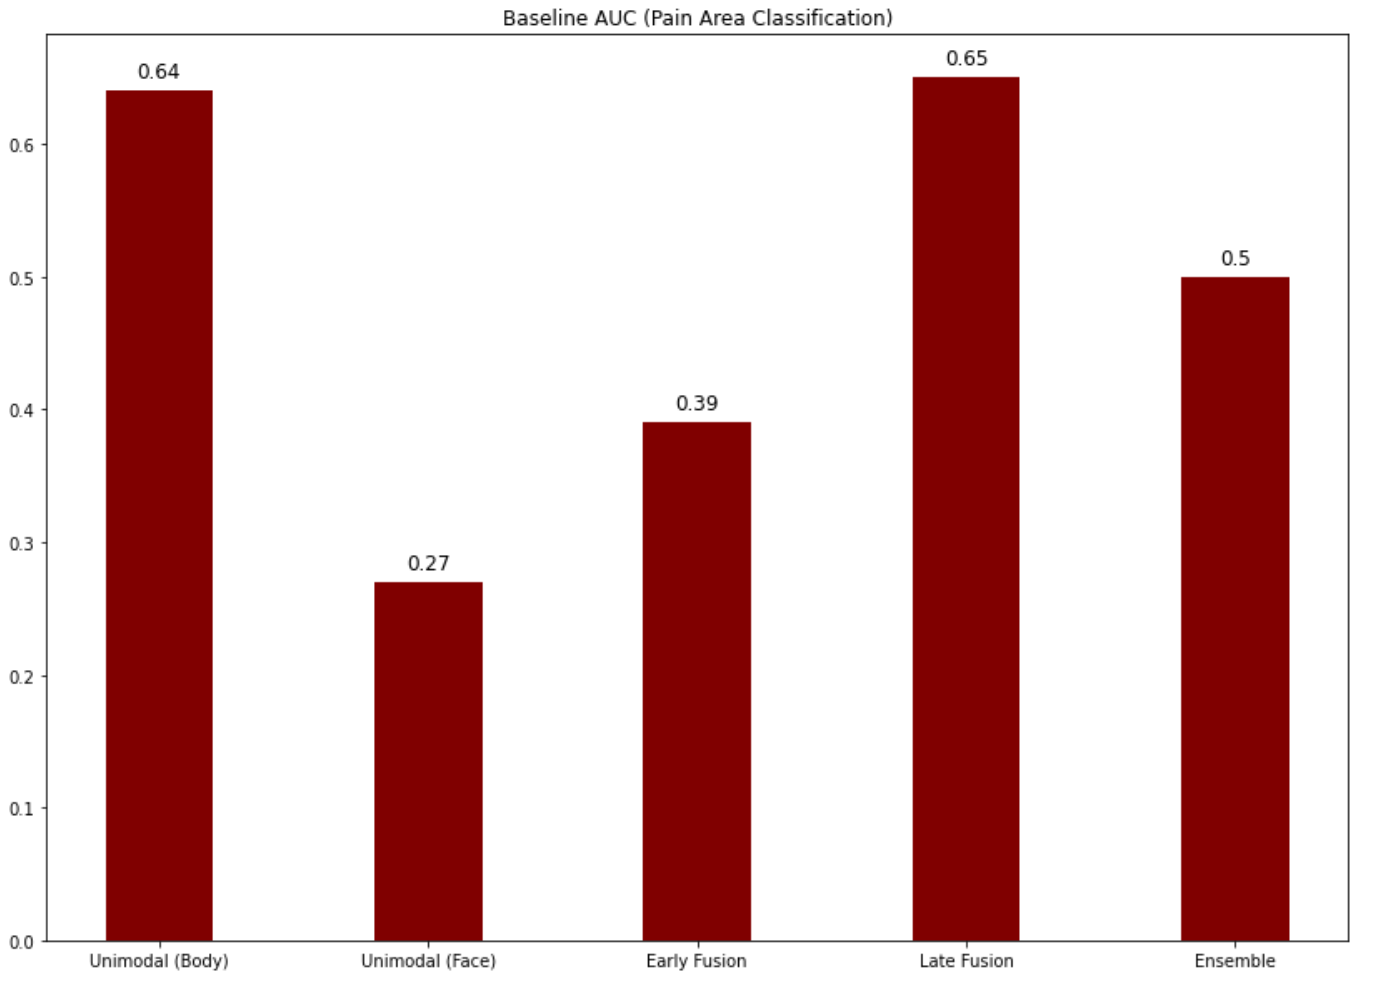 Baseline AUC (Pain Area Classification)
0.64
0.65
0.6
0.5
0.5
0.4
0.39
0.3
0.27
0.2
0.1
0.0
Unimodal (Body)
Unimodal (Face)
Early Fusion
Late Fusion
Ensemble